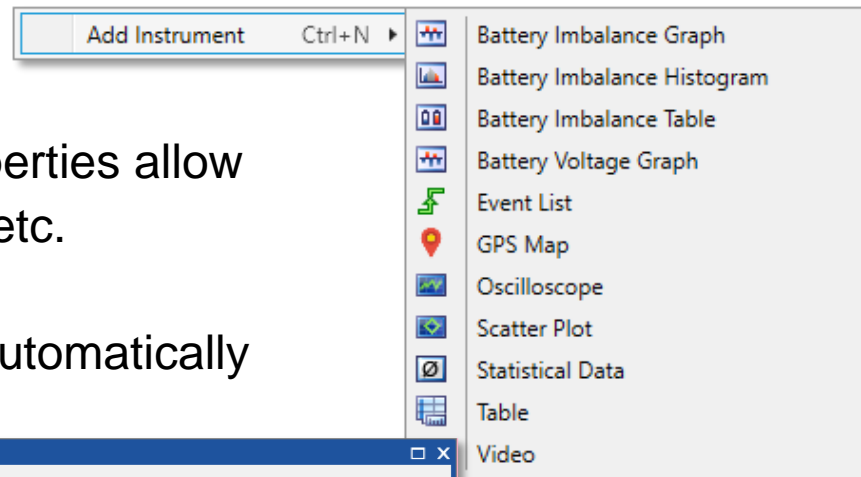 Add Instrument Ctrl+N
Battery Imbalance Graph
Battery Imbalance Histogram
Battery Imbalance Table
Battery Voltage Graph
Event List
GPS Map
Oscilloscope
Scatter Plot
Statistical Data
Table
Video
perties allow
etc.
utomatically